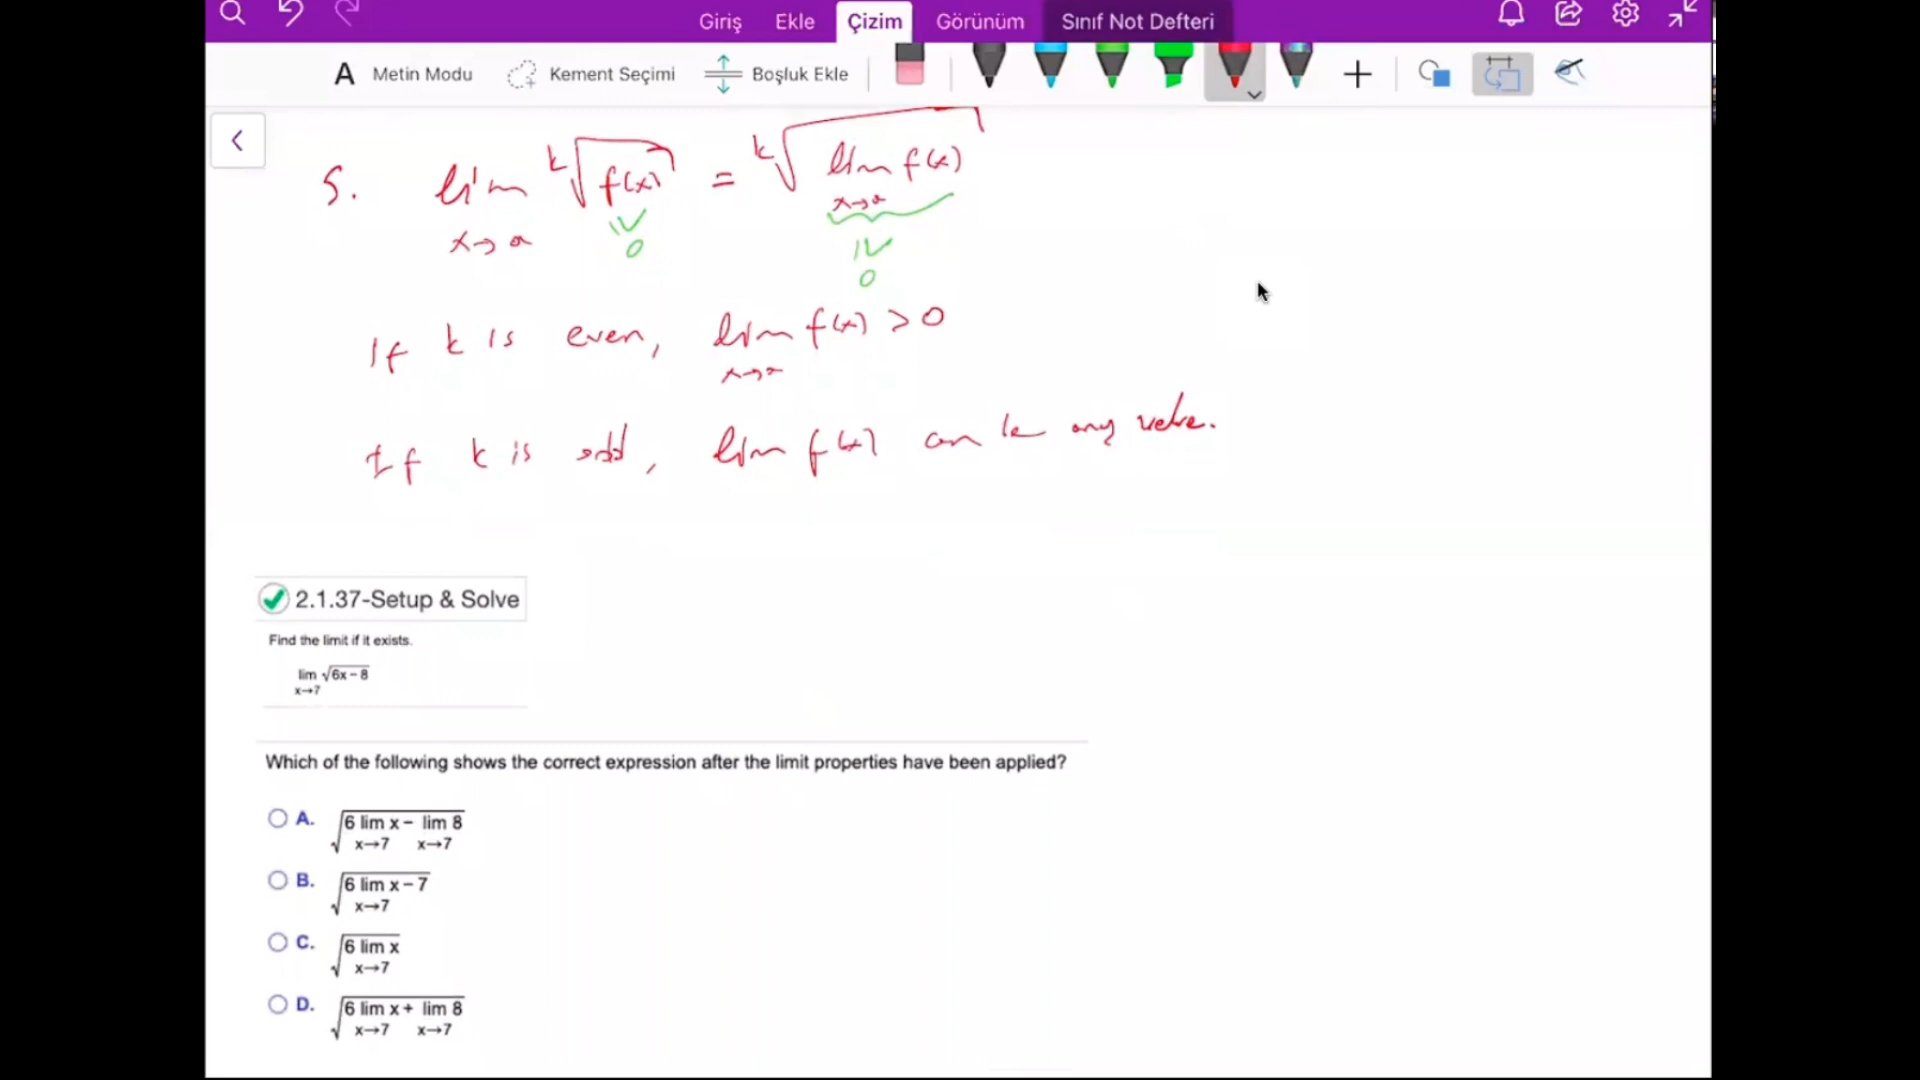 Giriş Ekle Çizim Görünüm Sınıf Not Defteri
A Metin Modu Kement Seçimi Boşluk Ekle
5. lim x→a ᵏ√f(x) = ᵏ√lim x→a f(x)
≥ 0 ≥ 0
If k is even, lim x→a f(x) > 0
If k is odd, lim f(x) can be any value.
2.1.37-Setup & Solve
Find the limit if it exists.
lim √6x − 8
x→7
Which of the following shows the correct expression after the limit properties have been applied?
A. √6 lim x − lim 8
x→7 x→7
B. √6 lim x − 7
x→7
C. √6 lim x
x→7
D. √6 lim x + lim 8
x→7 x→7